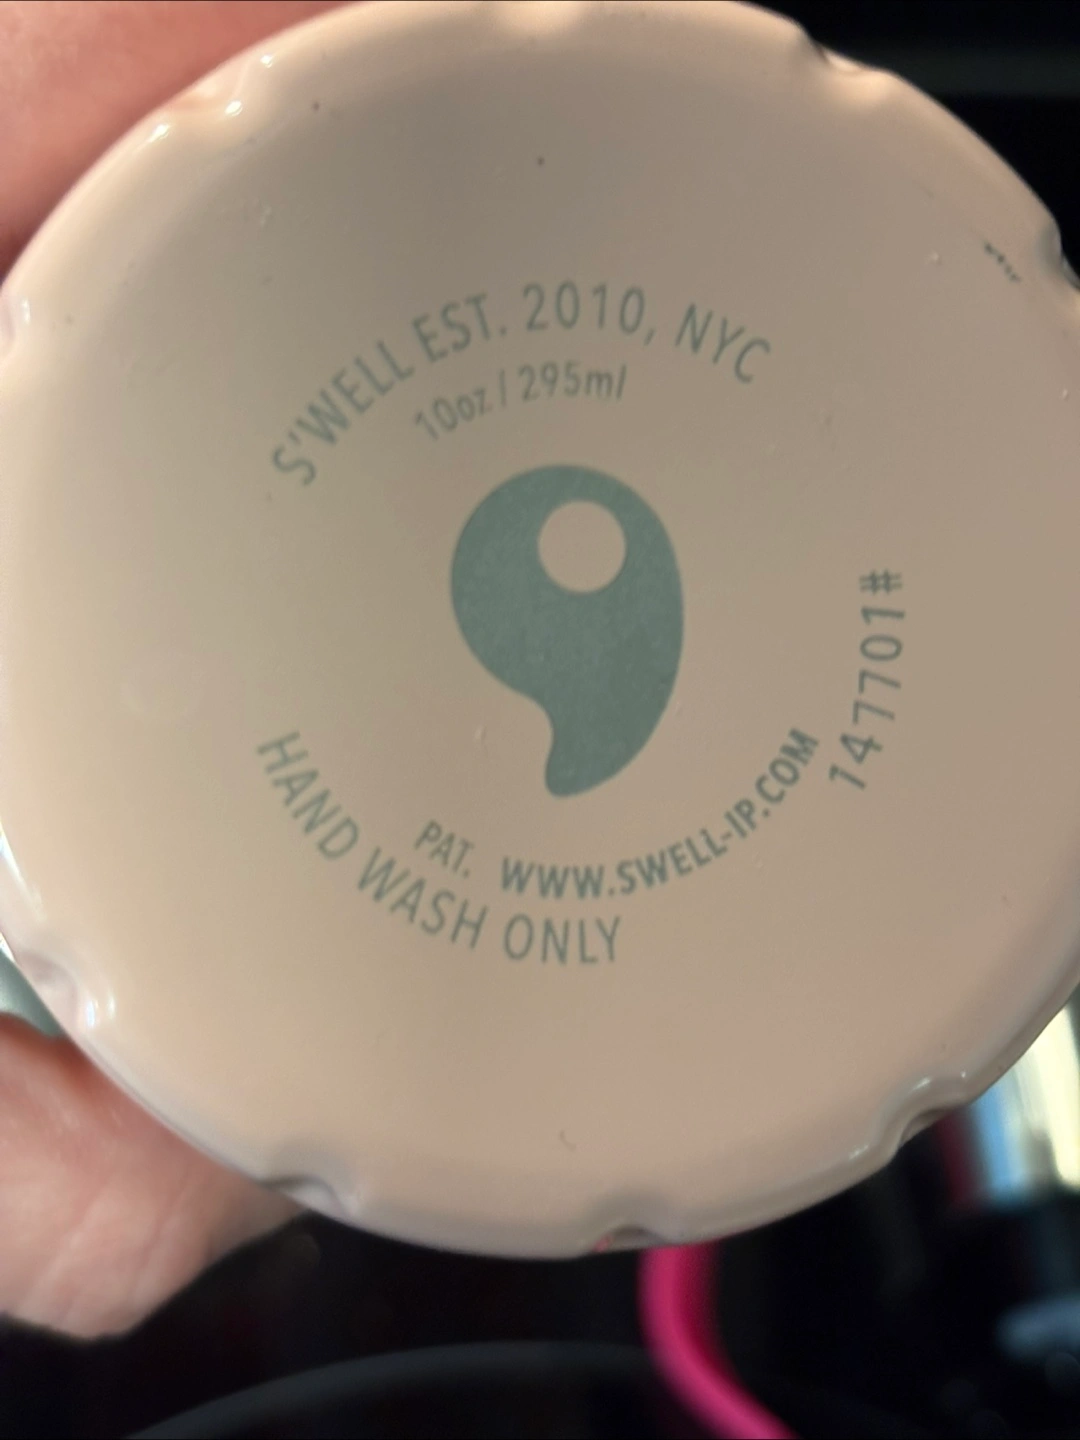 S'WELL EST. 2010, NYC
10oz / 295ml
147701#
PAT. WWW.SWELL-IP.COM
HAND WASH ONLY